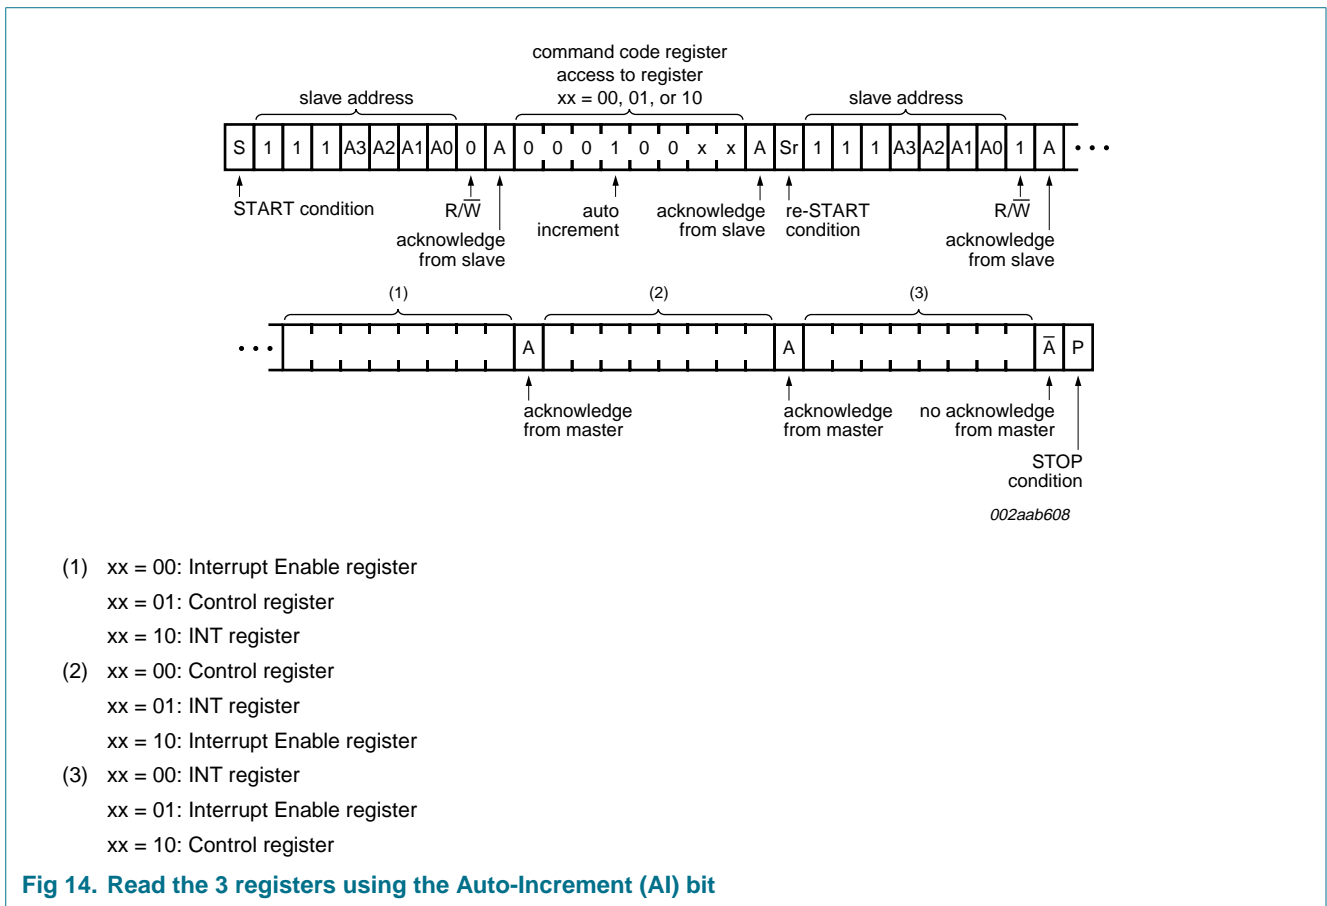 command code register
access to register
slave address xx = 00, 01, or 10 slave address
S 1 1 1 A3 A2 A1 A0 0 A 0 0 0 1 0 0 x x A Sr 1 1 1 A3 A2 A1 A0 1 A • • •
START condition R/W̅ auto acknowledge re-START R/W̅
increment from slave condition
acknowledge acknowledge
from slave from slave
(1) (2) (3)
• • • A A A̅ P
acknowledge acknowledge no acknowledge
from master from master from master
STOP
condition
002aab608
(1) xx = 00: Interrupt Enable register
xx = 01: Control register
xx = 10: INT register
(2) xx = 00: Control register
xx = 01: INT register
xx = 10: Interrupt Enable register
(3) xx = 00: INT register
xx = 01: Interrupt Enable register
xx = 10: Control register
Fig 14. Read the 3 registers using the Auto-Increment (AI) bit